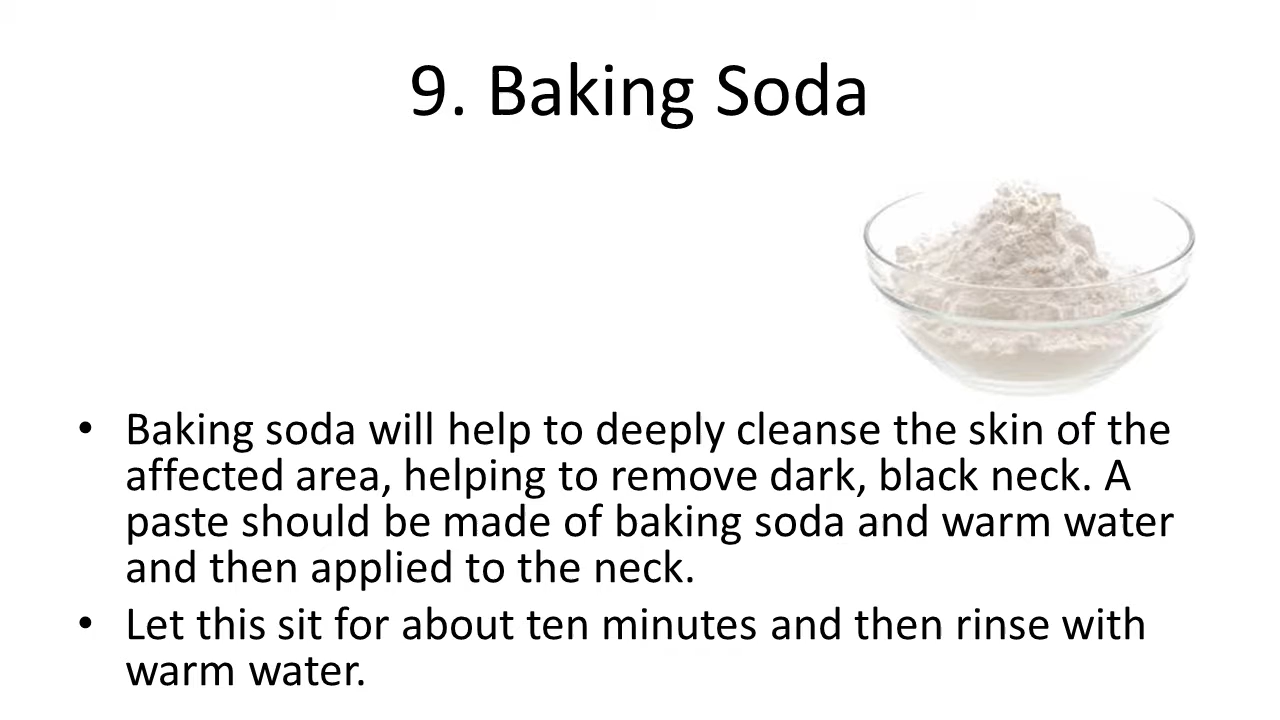 9. Baking Soda
• Baking soda will help to deeply cleanse the skin of the
affected area, helping to remove dark, black neck. A
paste should be made of baking soda and warm water
and then applied to the neck.
• Let this sit for about ten minutes and then rinse with
warm water.